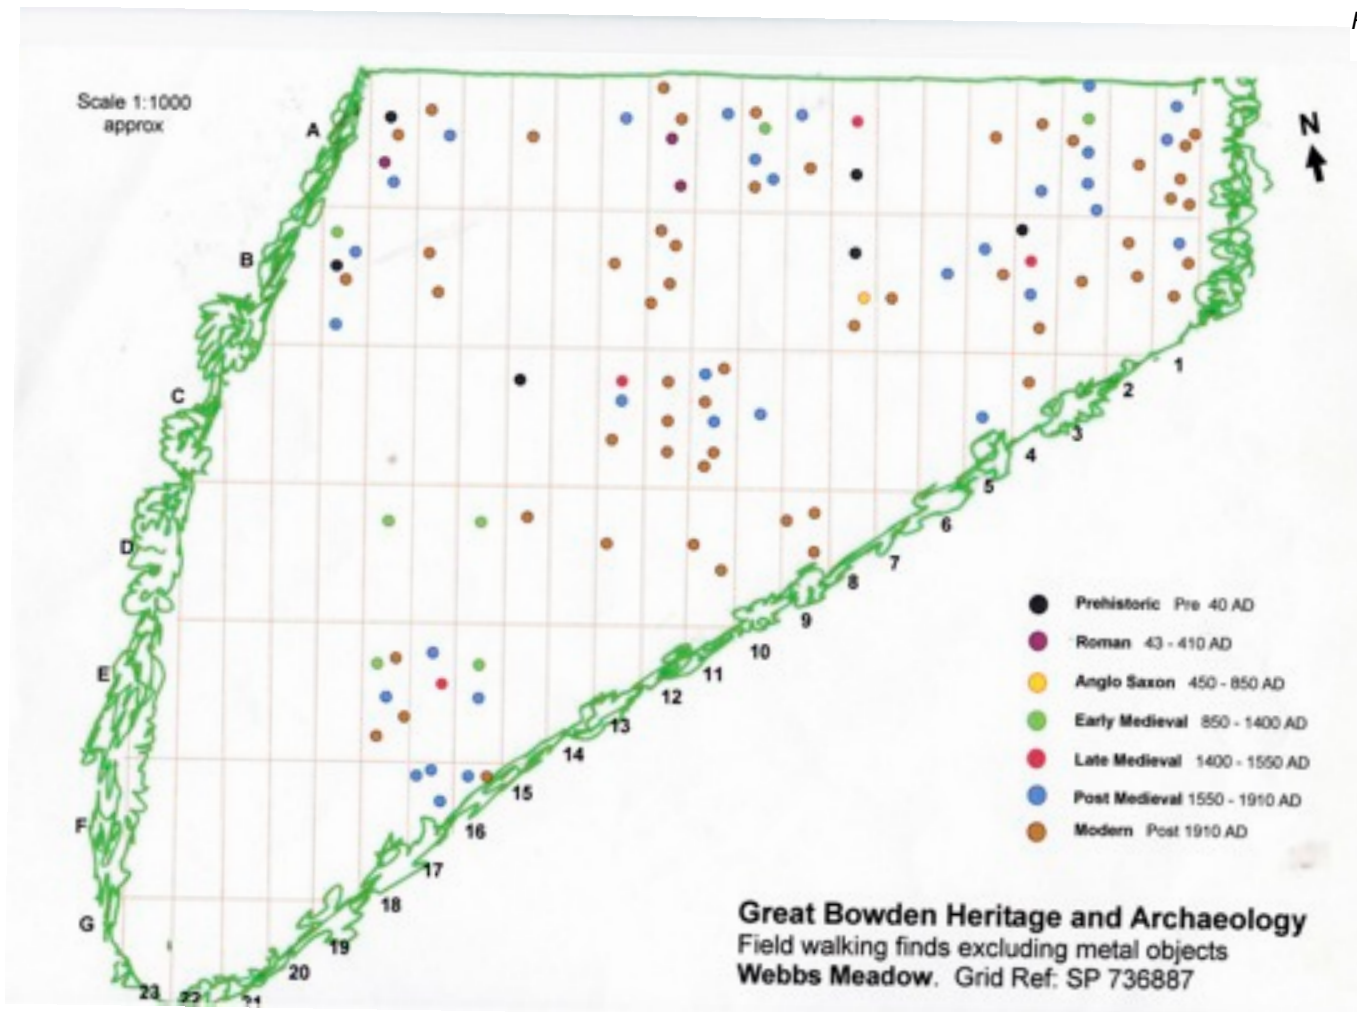 Scale 1:1000
approx
N
A
B
C
D
E
F
G
1
2
3
4
5
6
7
8
9
10
11
12
13
14
15
16
17
18
19
20
21
22
23
Prehistoric Pre 40 AD
Roman 43 - 410 AD
Anglo Saxon 450 - 850 AD
Early Medieval 850 - 1400 AD
Late Medieval 1400 - 1550 AD
Post Medieval 1550 - 1910 AD
Modern Post 1910 AD
Great Bowden Heritage and Archaeology
Field walking finds excluding metal objects
Webbs Meadow. Grid Ref: SP 736887